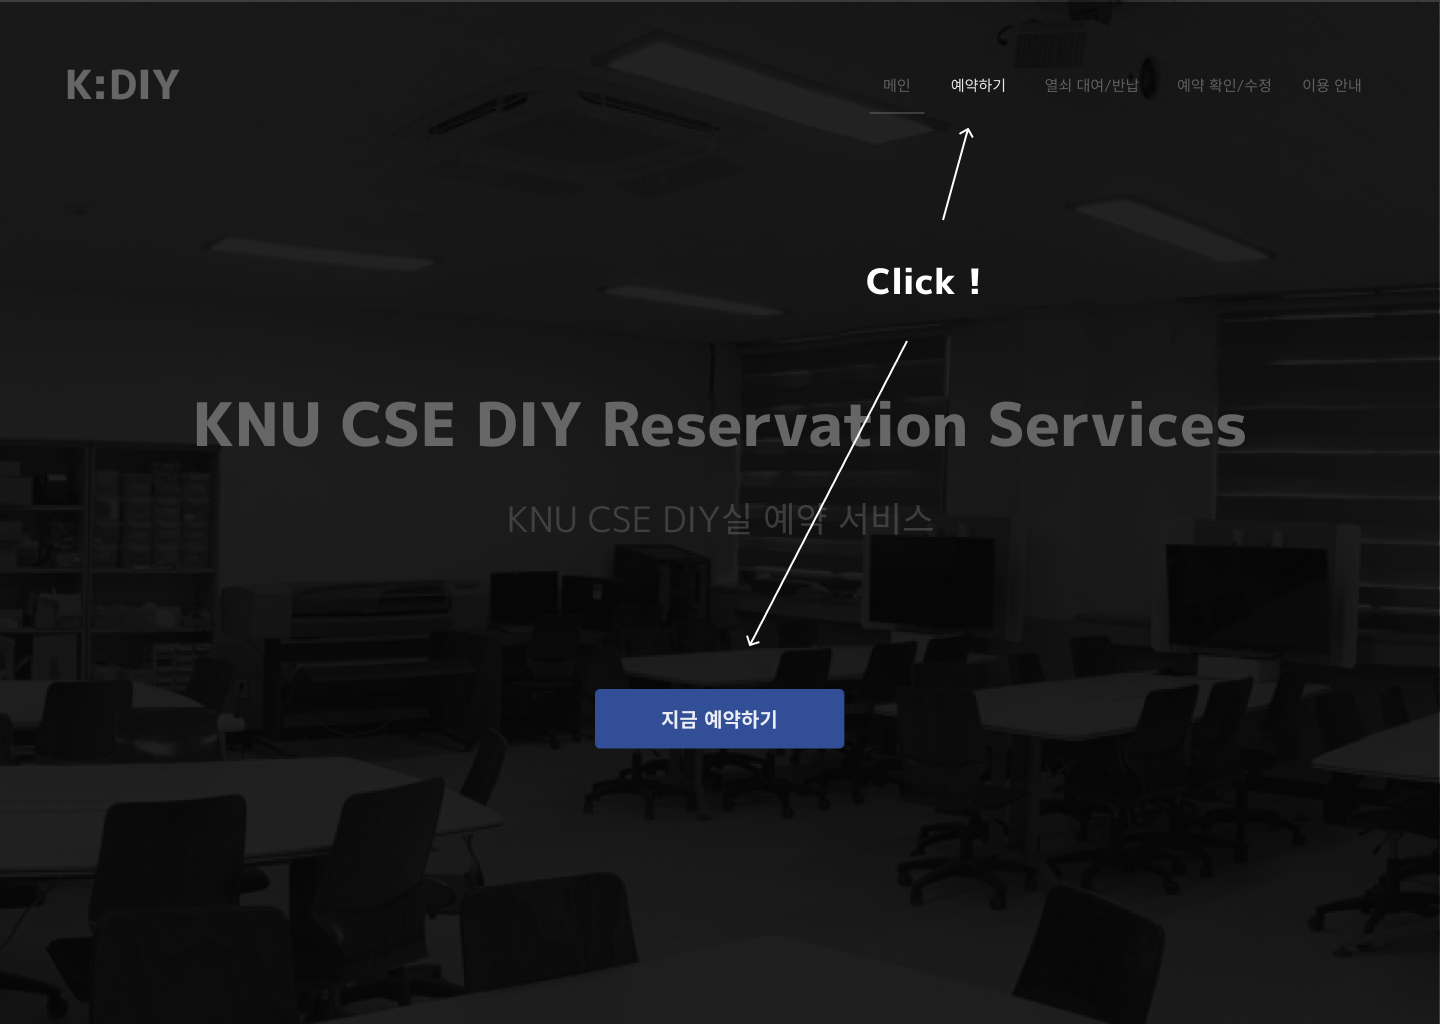 K:DIY
메인 예약하기 열쇠 대여/반납 예약 확인/수정 이용 안내
Click !
KNU CSE DIY Reservation Services
KNU CSE DIY실 예약 서비스
지금 예약하기